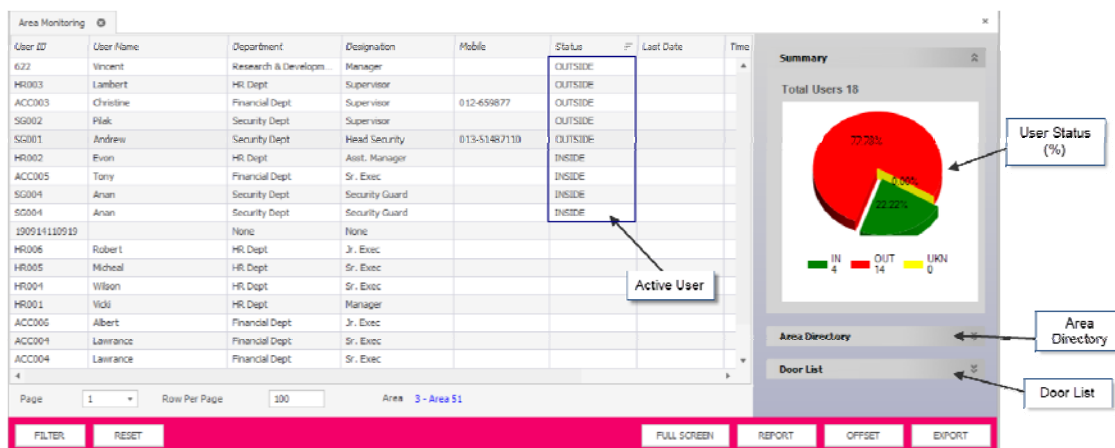 Area Monitoring
User ID User Name Department Designation Mobile Status Last Date Time
622 Vincent Research & Developm... Manager OUTSIDE
HR003 Lambert HR Dept Supervisor OUTSIDE
ACC003 Christine Financial Dept Supervisor 012-659877 OUTSIDE
SG002 Pilak Security Dept Supervisor OUTSIDE
SG001 Andrew Security Dept Head Security 013-51487110 OUTSIDE
HR002 Evon HR Dept Asst. Manager INSIDE
ACC005 Tony Financial Dept Sr. Exec INSIDE
SG004 Anan Security Dept Security Guard INSIDE
SG004 Anan Security Dept Security Guard INSIDE
190914110919 None None
HR006 Robert HR Dept Jr. Exec
HR005 Micheal HR Dept Sr. Exec
HR004 Wilson HR Dept Sr. Exec
HR001 Vicki HR Dept Manager
ACC006 Albert Financial Dept Jr. Exec
ACC004 Lawrance Financial Dept Sr. Exec
ACC004 Lawrance Financial Dept Sr. Exec
Page 1 Row Per Page 100 Area 3 - Area 51
FILTER RESET FULL SCREEN REPORT OFFSET EXPORT
Summary
Total Users 18
77.78%
0.00%
22.22%
IN 4 OUT 14 UKN 0
Area Directory
Door List
User Status (%)
Active User
Area Directory
Door List